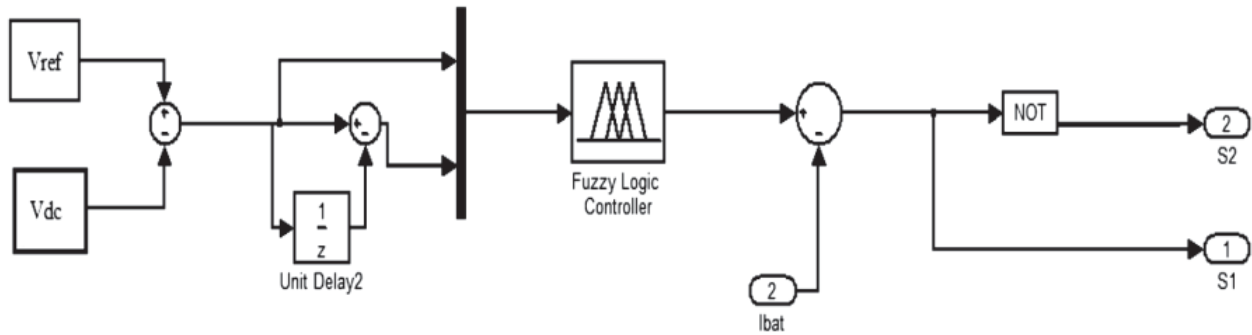 Vref
+
-
Vdc
+
-
1
z
Unit Delay2
Fuzzy Logic
Controller
+
-
2
Ibat
NOT
2
S2
1
S1